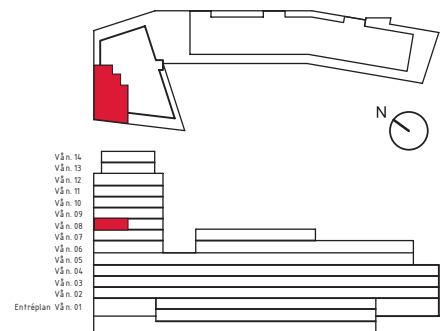 N
Vån. 14
Vån. 13
Vån. 12
Vån. 11
Vån. 10
Vån. 09
Vån. 08
Vån. 07
Vån. 06
Vån. 05
Vån. 04
Vån. 03
Vån. 02
Entréplan Vån. 01